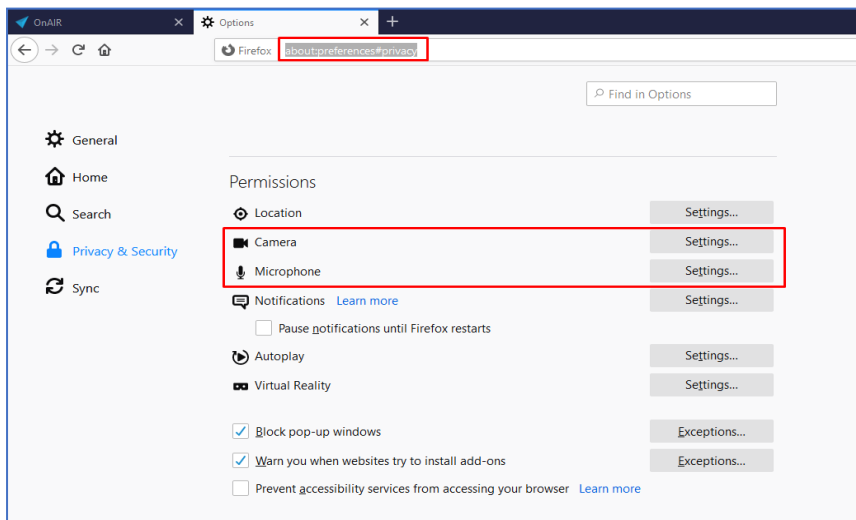 OnAIR
Options
Firefox about:preferences#privacy
Find in Options
General
Home
Search
Privacy & Security
Sync
Permissions
Location Settings...
Camera Settings...
Microphone Settings...
Notifications Learn more Settings...
Pause notifications until Firefox restarts
Autoplay Settings...
Virtual Reality Settings...
Block pop-up windows Exceptions...
Warn you when websites try to install add-ons Exceptions...
Prevent accessibility services from accessing your browser Learn more